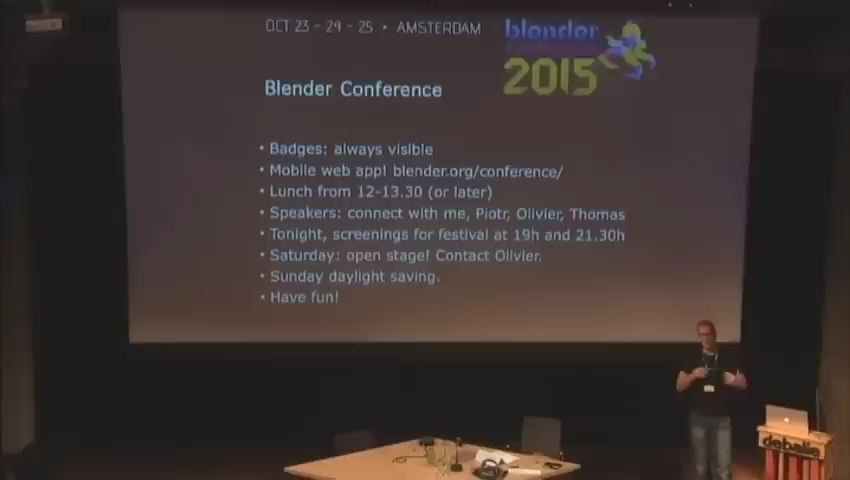 OCT 23 - 24 - 25 • AMSTERDAM
blender
2015
Blender Conference
• Badges: always visible
• Mobile web app! blender.org/conference/
• Lunch from 12-13.30 (or later)
• Speakers: connect with me, Piotr, Olivier, Thomas
• Tonight, screenings for festival at 19h and 21.30h
• Saturday: open stage! Contact Olivier.
• Sunday daylight saving.
• Have fun!
debalie